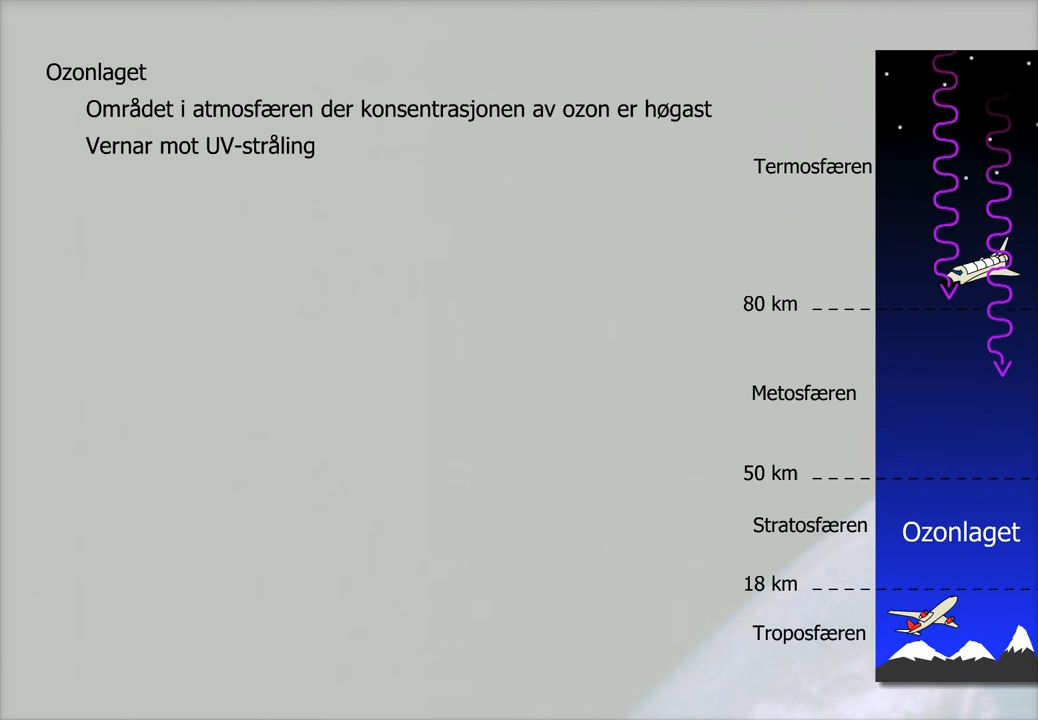 Ozonlaget
Området i atmosfæren der konsentrasjonen av ozon er høgast
Vernar mot UV-stråling
Termosfæren
80 km
Metosfæren
50 km
Stratosfæren
Ozonlaget
18 km
Troposfæren